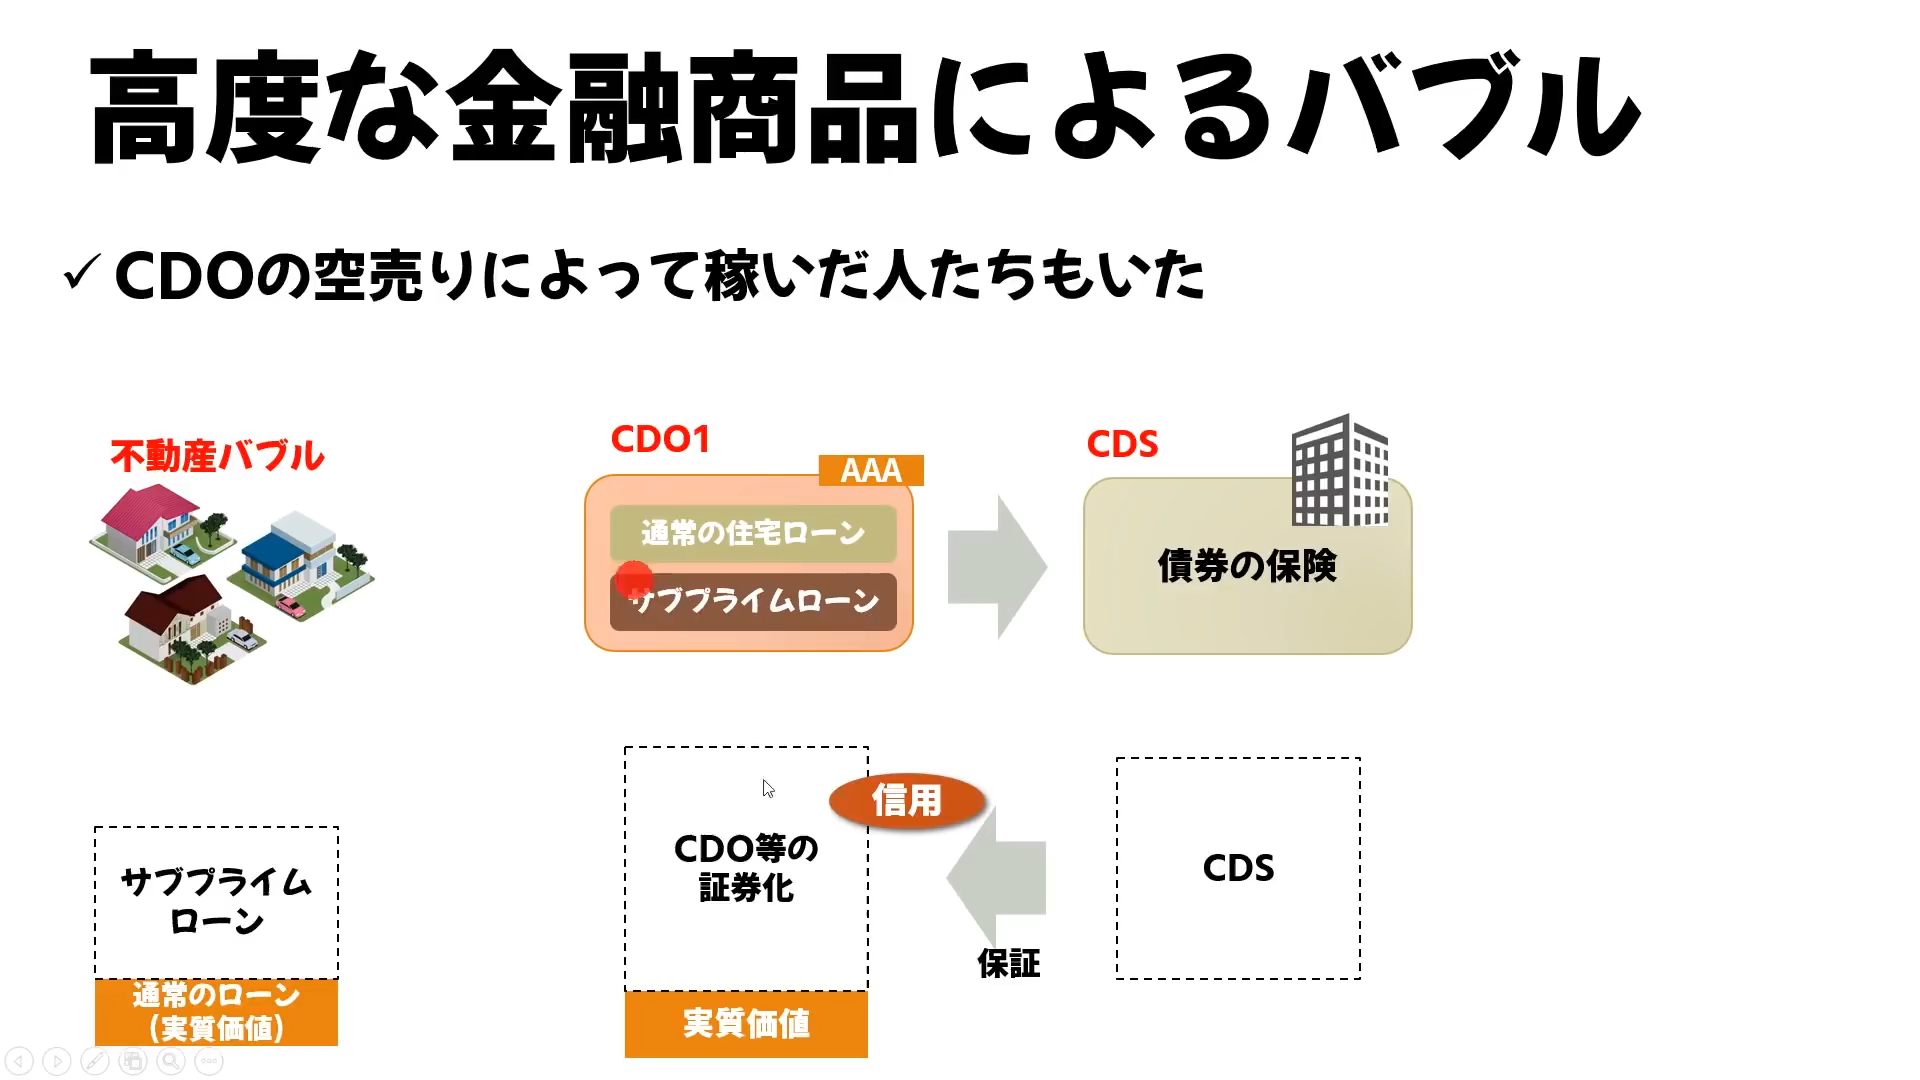 高度な金融商品によるバブル
✓ CDOの空売りによって稼いだ人たちもいた
不動産バブル
CDO1
AAA
通常の住宅ローン
サブプライムローン
CDS
債券の保険
サブプライム
ローン
通常のローン
(実質価値)
CDO等の
証券化
実質価値
信用
保証
CDS